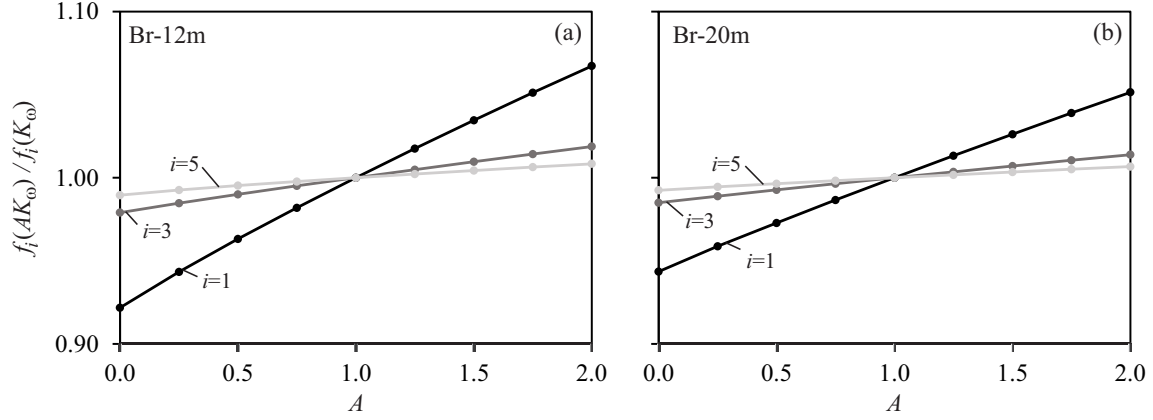 1.10
Br-12m
(a)
Br-20m
(b)
f_i(AK_ω) / f_i(K_ω)
i=5
i=5
1.00
i=3
i=3
i=1
i=1
0.90
0.0 0.5 1.0 1.5 2.0
0.0 0.5 1.0 1.5 2.0
A
A